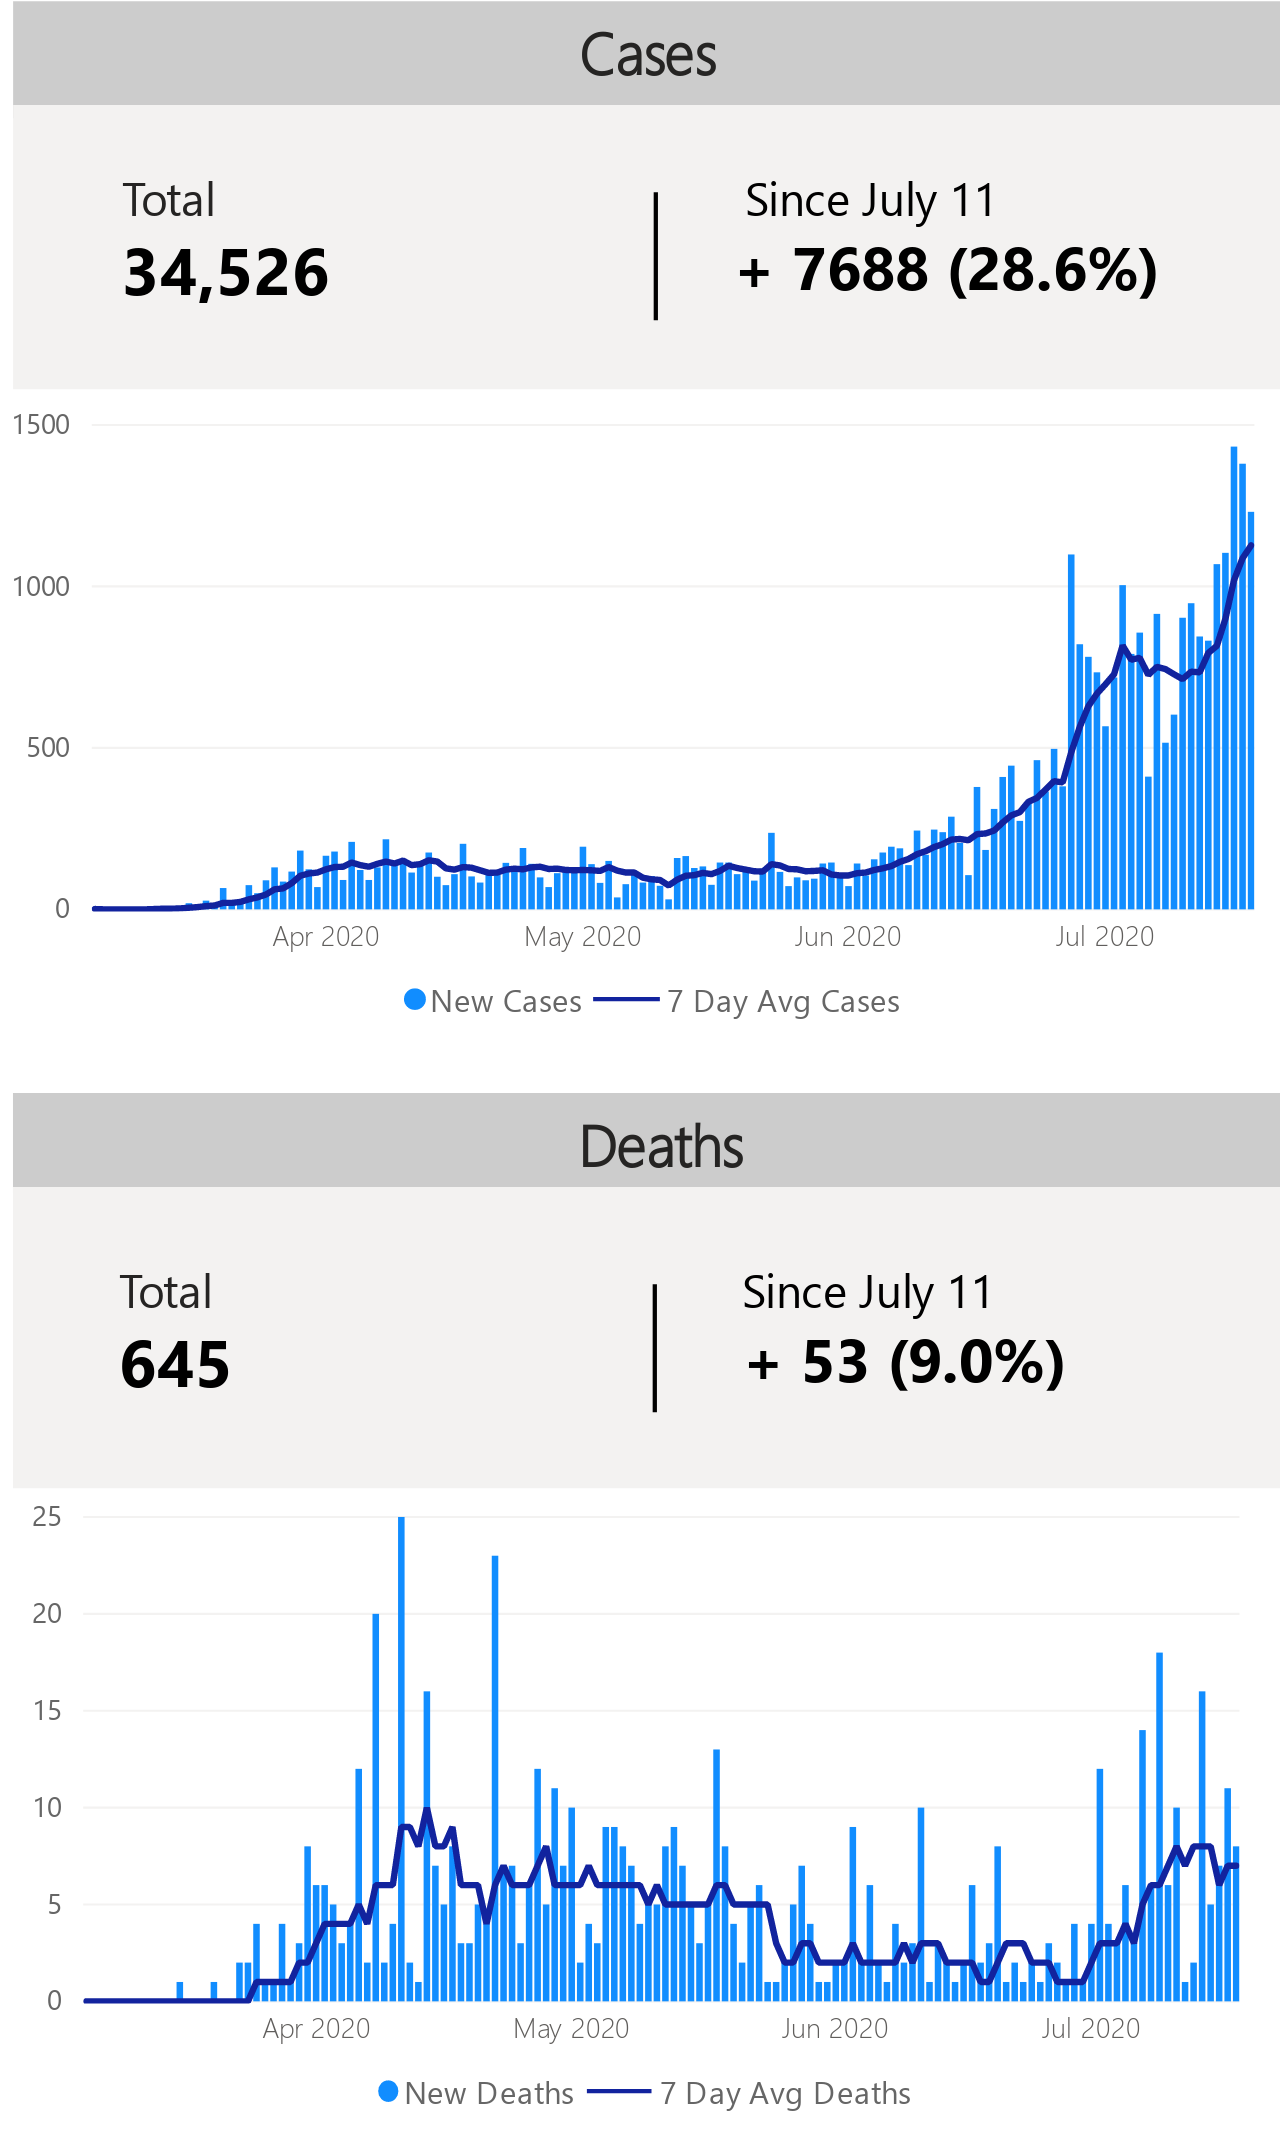 Cases
Total
Since July 11
34,526
+ 7688 (28.6%)
1500
1000
500
0
Apr 2020
May 2020
Jun 2020
Jul 2020
New Cases
7 Day Avg Cases
Deaths
Total
Since July 11
645
+ 53 (9.0%)
25
20
15
10
5
0
Apr 2020
May 2020
Jun 2020
Jul 2020
New Deaths
7 Day Avg Deaths